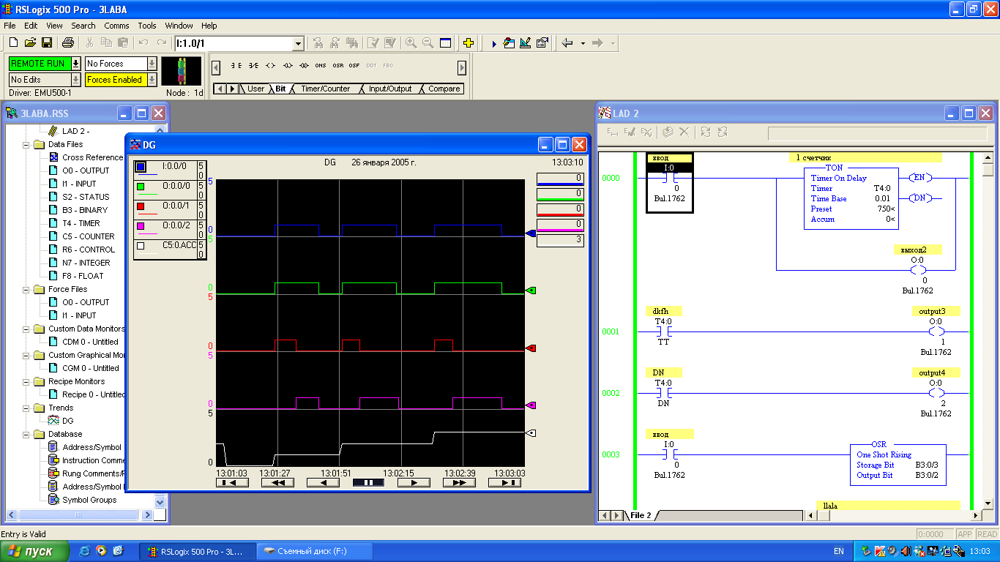 RSLogix 500 Pro - 3LABA
File Edit View Search Comms Tools Window Help
I:1.0/1
REMOTE RUN
No Forces
No Edits
Forces Enabled
Driver: EMU500-1
Node : 1d
ONS OSR OSF DDT FBC
User Bit Timer/Counter Input/Output Compare
3LABA.RSS
LAD 2 -
Data Files
Cross Reference
O0 - OUTPUT
I1 - INPUT
S2 - STATUS
B3 - BINARY
T4 - TIMER
C5 - COUNTER
R6 - CONTROL
N7 - INTEGER
F8 - FLOAT
Force Files
O0 - OUTPUT
I1 - INPUT
Custom Data Monitors
CDM 0 - Untitled
Custom Graphical Mo
CGM 0 - Untitled
Recipe Monitors
Recipe 0 - Untitled
Trends
DG
Database
Address/Symbol
Instruction Comme
Rung Comments/
Address/Symbol
Symbol Groups
DG
DG 26 января 2005 г. 13:03:10
I:0.0/0 5 0
O:0.0/0 5 0
O:0.0/1 5 0
O:0.0/2 5 0
C5:0.ACC 5 0
5
0
5
0
5
0
5
0
5
0
0
0
0
0
3
13:01:03 13:01:27 13:01:51 13:02:15 13:02:39 13:03:03
LAD 2
0000
ввод
I:0
0
Bul.1762
1 счетчик
TON
Timer On Delay
Timer T4:0
Time Base 0.01
Preset 750<
Accum 0<
EN
DN
выход2
O:0
0
Bul.1762
0001
dkfh
T4:0
TT
output3
O:0
1
Bul.1762
0002
DN
T4:0
DN
output4
O:0
2
Bul.1762
0003
ввод
I:0
0
Bul.1762
OSR
One Shot Rising
Storage Bit B3:0/3
Output Bit B3:0/2
llala
File 2
Entry is Valid
0:0000 APP READ
пуск
RSLogix 500 Pro - 3L...
Съемный диск (F:)
EN
13:03